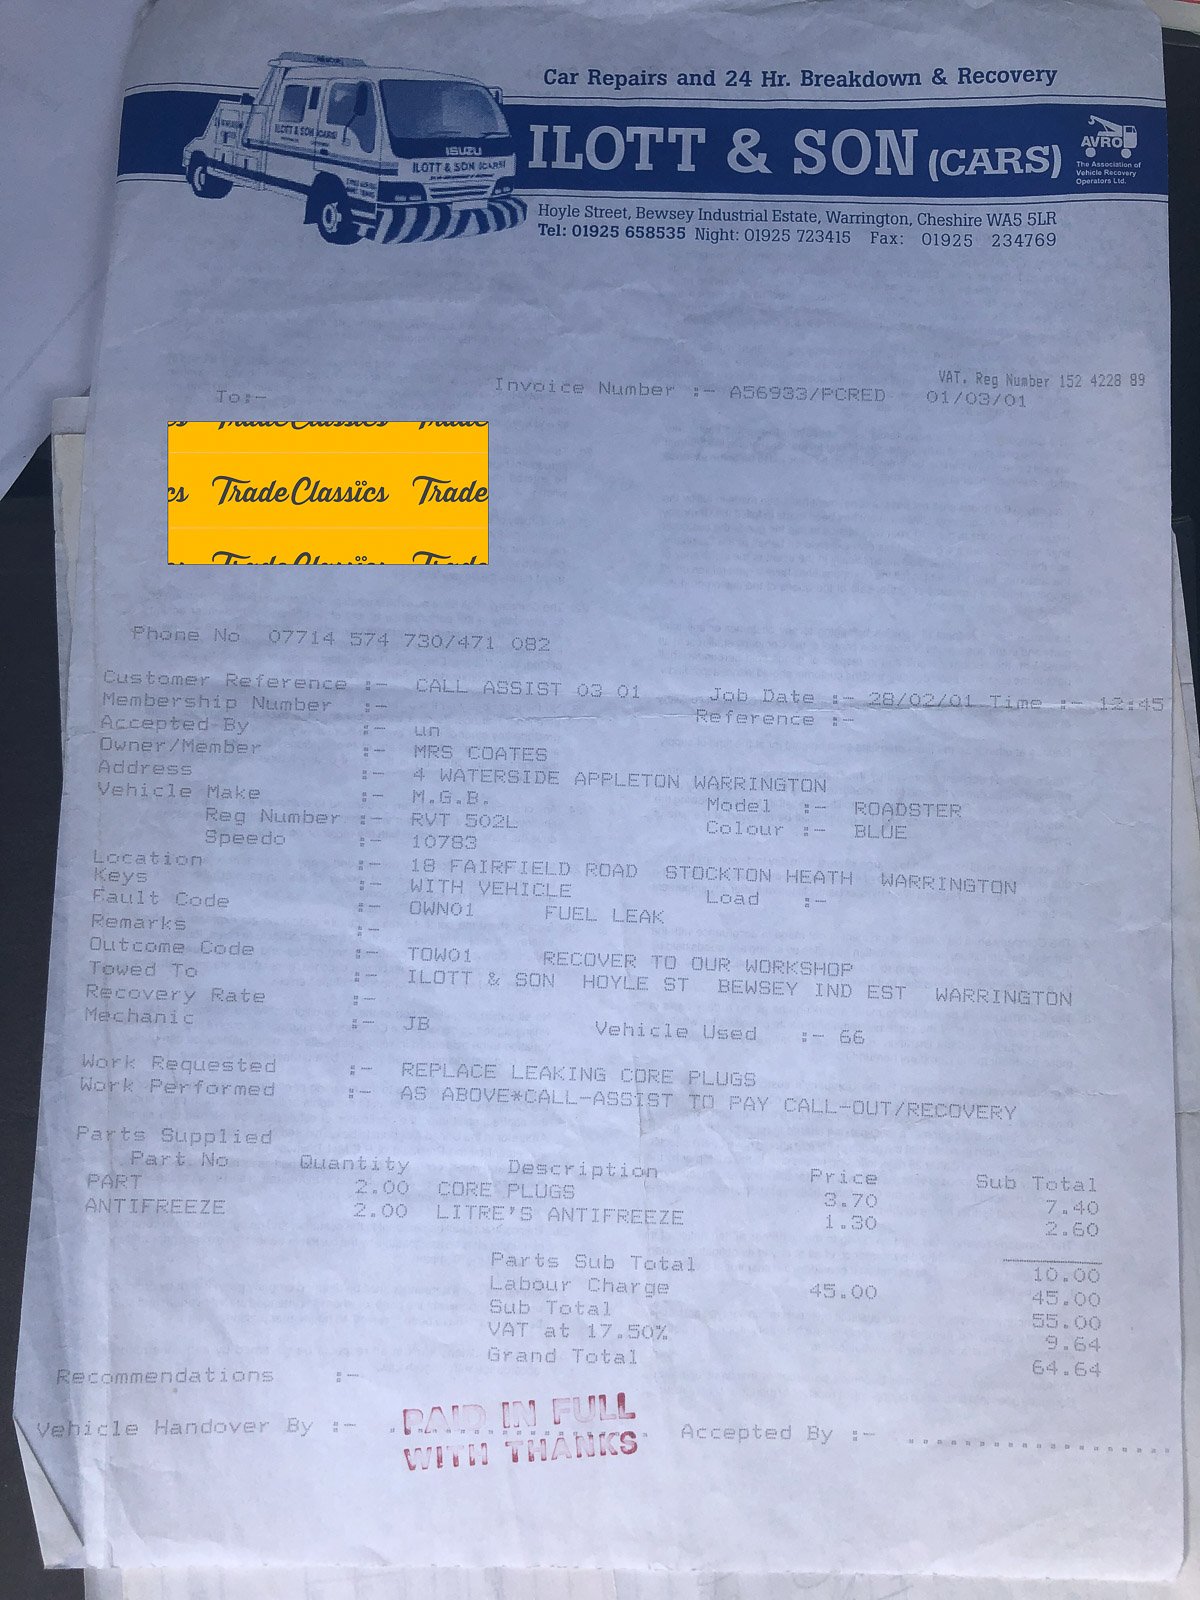 Car Repairs and 24 Hr. Breakdown & Recovery
ILOTT & SON (CARS)
AVRO
The Association of
Vehicle Recovery
Operators Ltd.
ISUZU
ILOTT & SON (CARS)
ILOTT & SON (CARS)
Hoyle Street, Bewsey Industrial Estate, Warrington, Cheshire WA5 5LR
Tel: 01925 658535 Night: 01925 723415 Fax: 01925 234769
VAT. Reg Number 152 4228 89
To:- Invoice Number :- A56933/PCRED 01/03/01
cs Trade Classics Trade
Phone No 07714 574 730/471 082
Customer Reference :- CALL ASSIST 03 01 Job Date :- 28/02/01 Time :- 12:45
Membership Number :- Reference :-
Accepted By :- un
Owner/Member :- MRS COATES
Address :- 4 WATERSIDE APPLETON WARRINGTON
Vehicle Make :- M.G.B. Model :- ROADSTER
Reg Number :- RVT 502L Colour :- BLUE
Speedo :- 10783
Location :- 18 FAIRFIELD ROAD STOCKTON HEATH WARRINGTON
Keys :- WITH VEHICLE Load :-
Fault Code :- OWN01 FUEL LEAK
Remarks :-
Outcome Code :- TOW01 RECOVER TO OUR WORKSHOP
Towed To :- ILOTT & SON HOYLE ST BEWSEY IND EST WARRINGTON
Recovery Rate :-
Mechanic :- JB Vehicle Used :- 66
Work Requested :- REPLACE LEAKING CORE PLUGS
Work Performed :- AS ABOVE*CALL-ASSIST TO PAY CALL-OUT/RECOVERY
Parts Supplied
Part No Quantity Description Price Sub Total
PART 2.00 CORE PLUGS 3.70 7.40
ANTIFREEZE 2.00 LITRE'S ANTIFREEZE 1.30 2.60
Parts Sub Total 10.00
Labour Charge 45.00 45.00
Sub Total 55.00
VAT at 17.50% 9.64
Grand Total 64.64
Recommendations :-
Vehicle Handover By :- Accepted By :-
PAID IN FULL
WITH THANKS